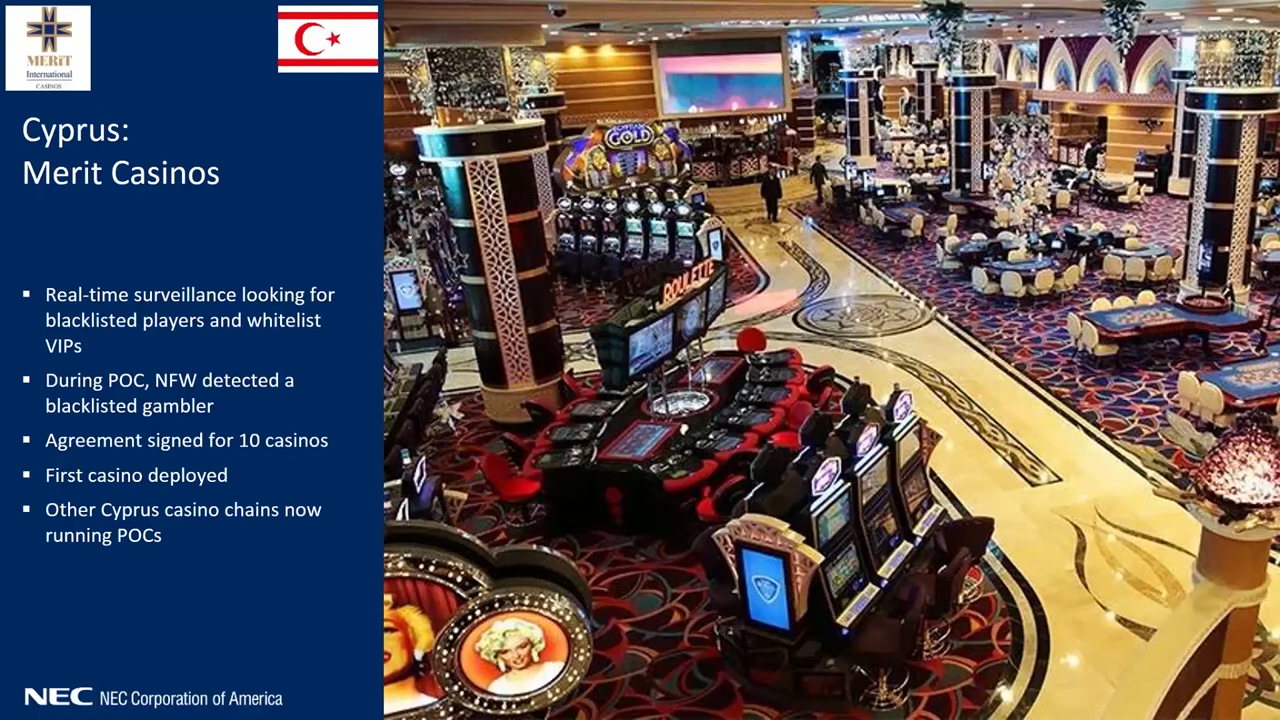 MERİT
International
CASINOS
Cyprus:
Merit Casinos
▪ Real-time surveillance looking for
blacklisted players and whitelist
VIPs
▪ During POC, NFW detected a
blacklisted gambler
▪ Agreement signed for 10 casinos
▪ First casino deployed
▪ Other Cyprus casino chains now
running POCs
NEC NEC Corporation of America
GOLD
ROULETTE